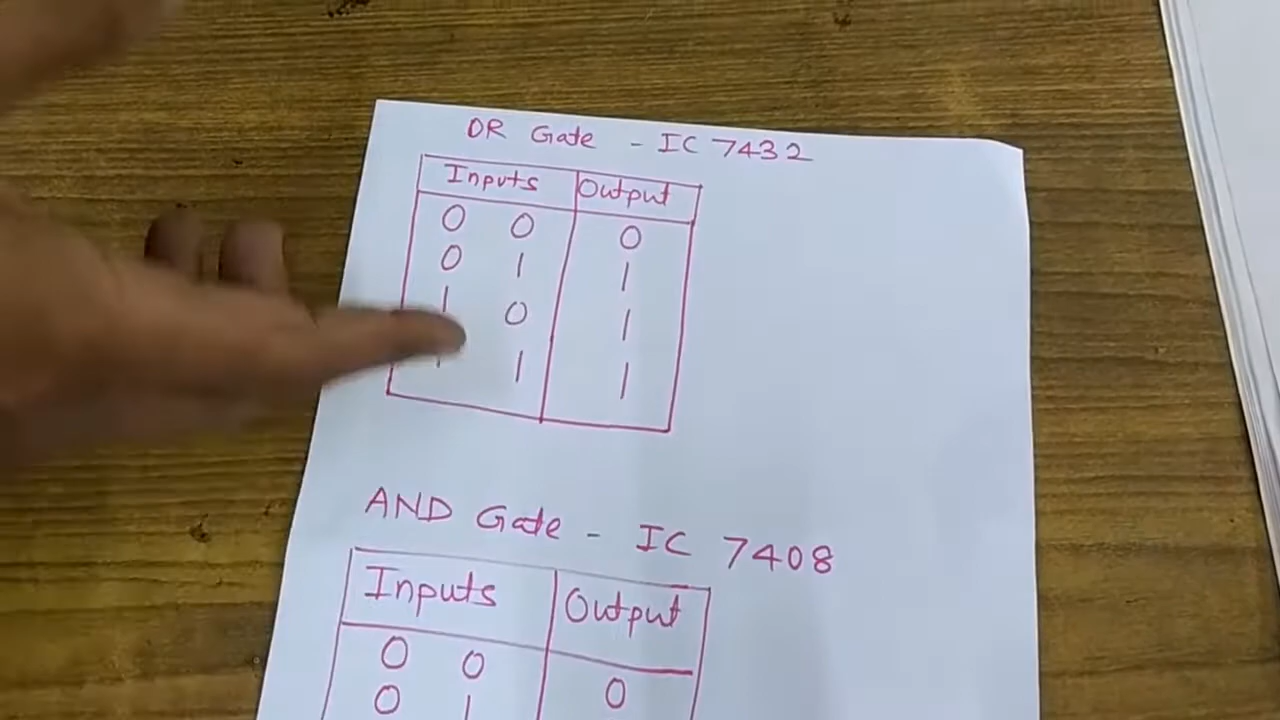 OR Gate - IC 7432
Inputs Output
0 0 0
0 1 1
1 0 1
1 1
AND Gate - IC 7408
Inputs Output
0 0 0
0 1